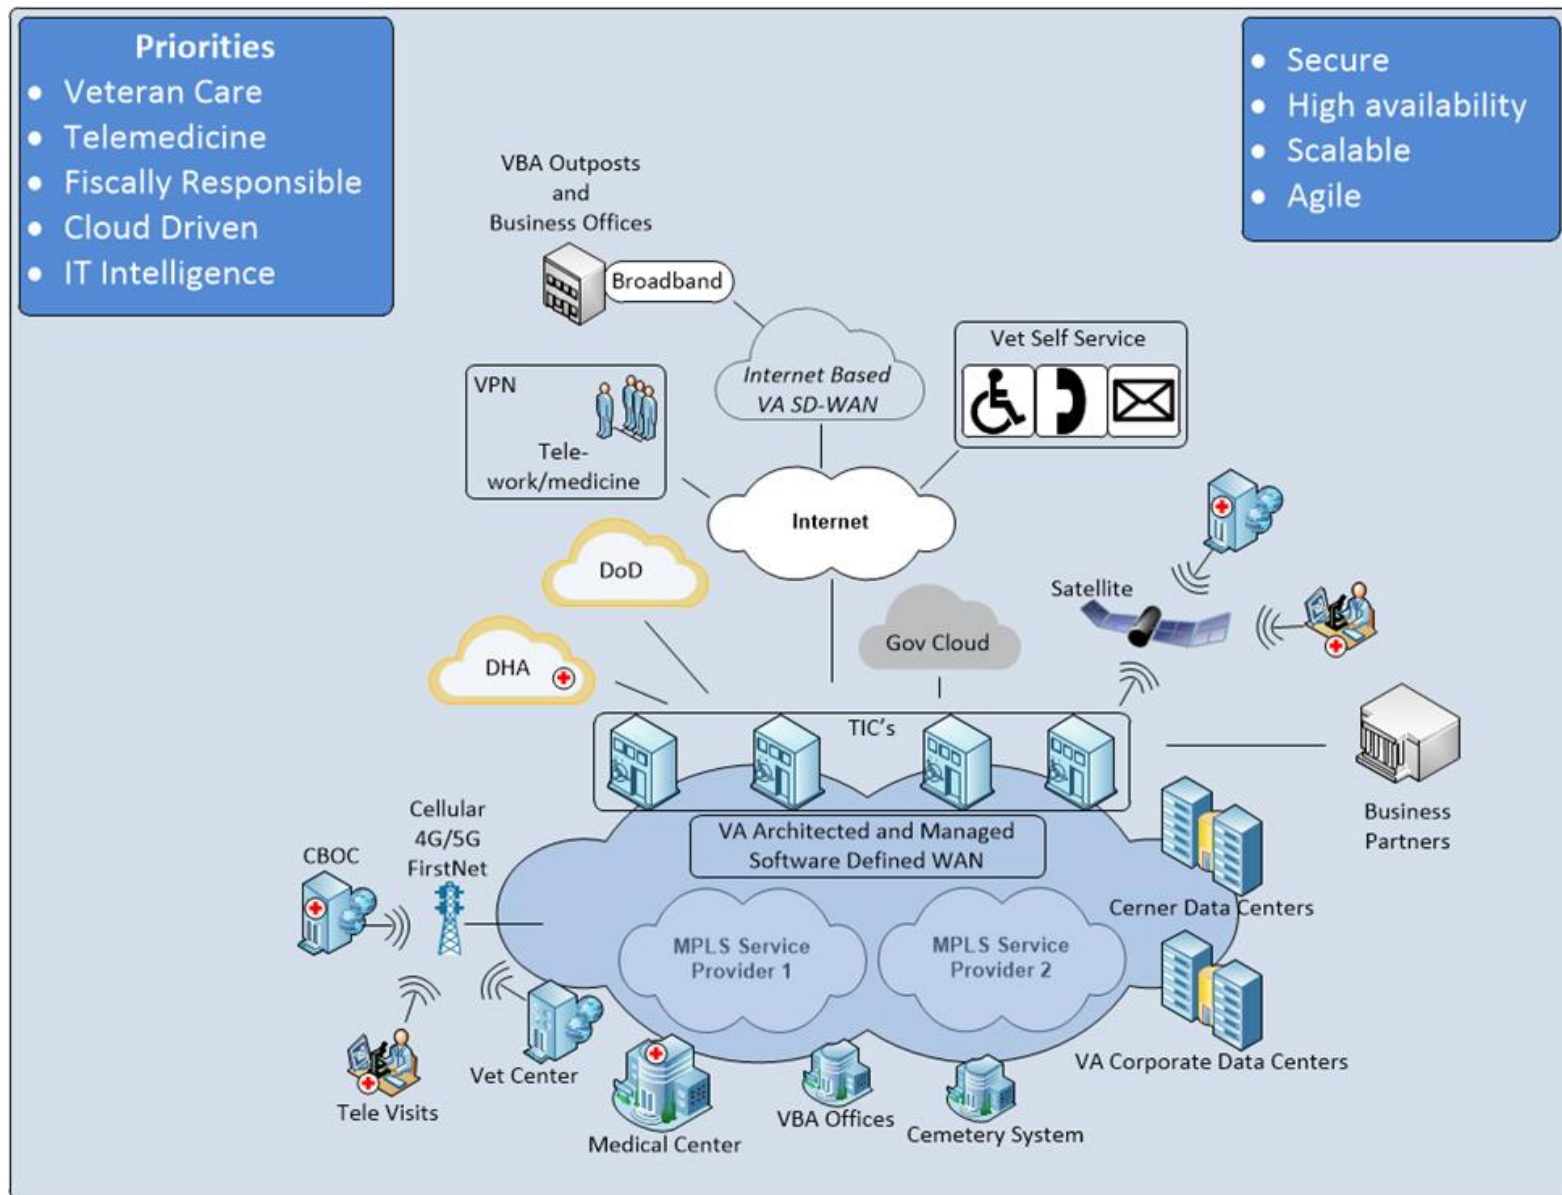 Priorities
• Veteran Care
• Telemedicine
• Fiscally Responsible
• Cloud Driven
• IT Intelligence
• Secure
• High availability
• Scalable
• Agile
VBA Outposts
and
Business Offices
Broadband
Internet Based
VA SD-WAN
Vet Self Service
VPN
Tele-
work/medicine
Internet
DoD
DHA
Gov Cloud
Satellite
TIC's
Business
Partners
VA Architected and Managed
Software Defined WAN
Cellular
4G/5G
FirstNet
CBOC
Cerner Data Centers
MPLS Service
Provider 1
MPLS Service
Provider 2
VA Corporate Data Centers
Vet Center
Tele Visits
Medical Center
VBA Offices
Cemetery System